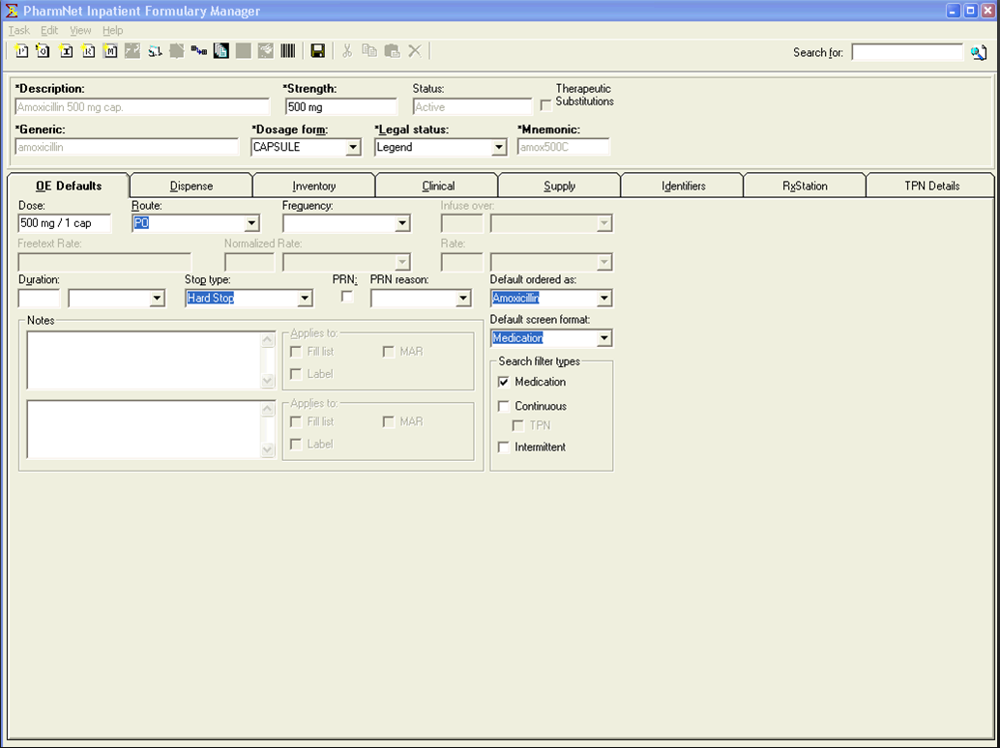 PharmNet Inpatient Formulary Manager
Task Edit View Help
Search for:
*Description: *Strength: Status: Therapeutic Substitutions
Amoxicillin 500 mg cap. 500 mg Active
*Generic: *Dosage form: *Legal status: *Mnemonic:
amoxicillin CAPSULE Legend amox500C
OE Defaults Dispense Inventory Clinical Supply Identifiers RxStation TPN Details
Dose: Route: Frequency: Infuse over:
500 mg / 1 cap PO
Freetext Rate: Normalized Rate: Rate:
Duration: Stop type: PRN: PRN reason: Default ordered as:
Hard Stop Amoxicillin
Notes Default screen format:
Applies to: Medication
Fill list MAR
Label
Search filter types
Medication
Continuous
TPN
Intermittent
Applies to:
Fill list MAR
Label